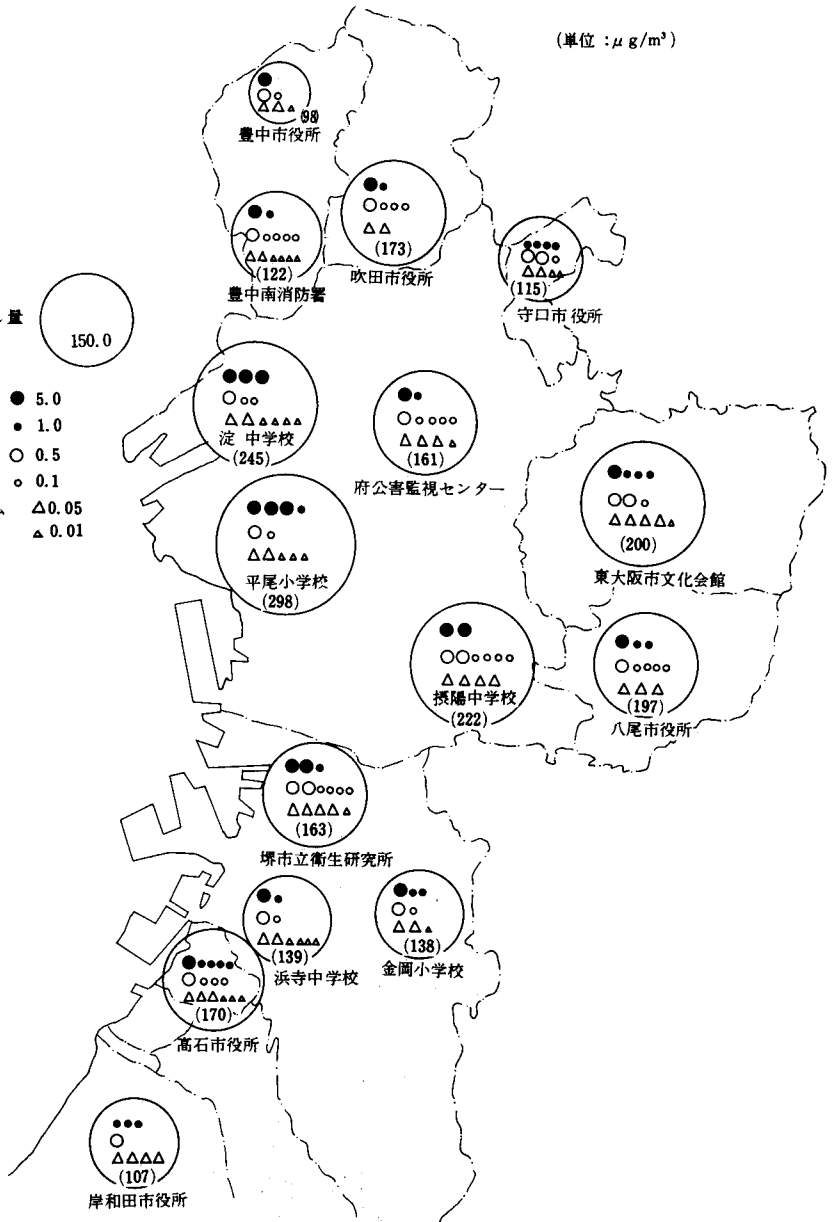 (単位：μg/m³)
(98)
豊中市役所
(122)
豊中南消防署
(173)
吹田市役所
(115)
守口市役所
量
150.0
● 5.0
● 1.0
○ 0.5
○ 0.1
△ 0.05
△ 0.01
淀中学校
(245)
(161)
府公害監視センター
(200)
東大阪市文化会館
平尾小学校
(298)
摂陽中学校
(222)
(197)
八尾市役所
(163)
堺市立衛生研究所
(139)
浜寺中学校
(138)
金岡小学校
(170)
高石市役所
(107)
岸和田市役所